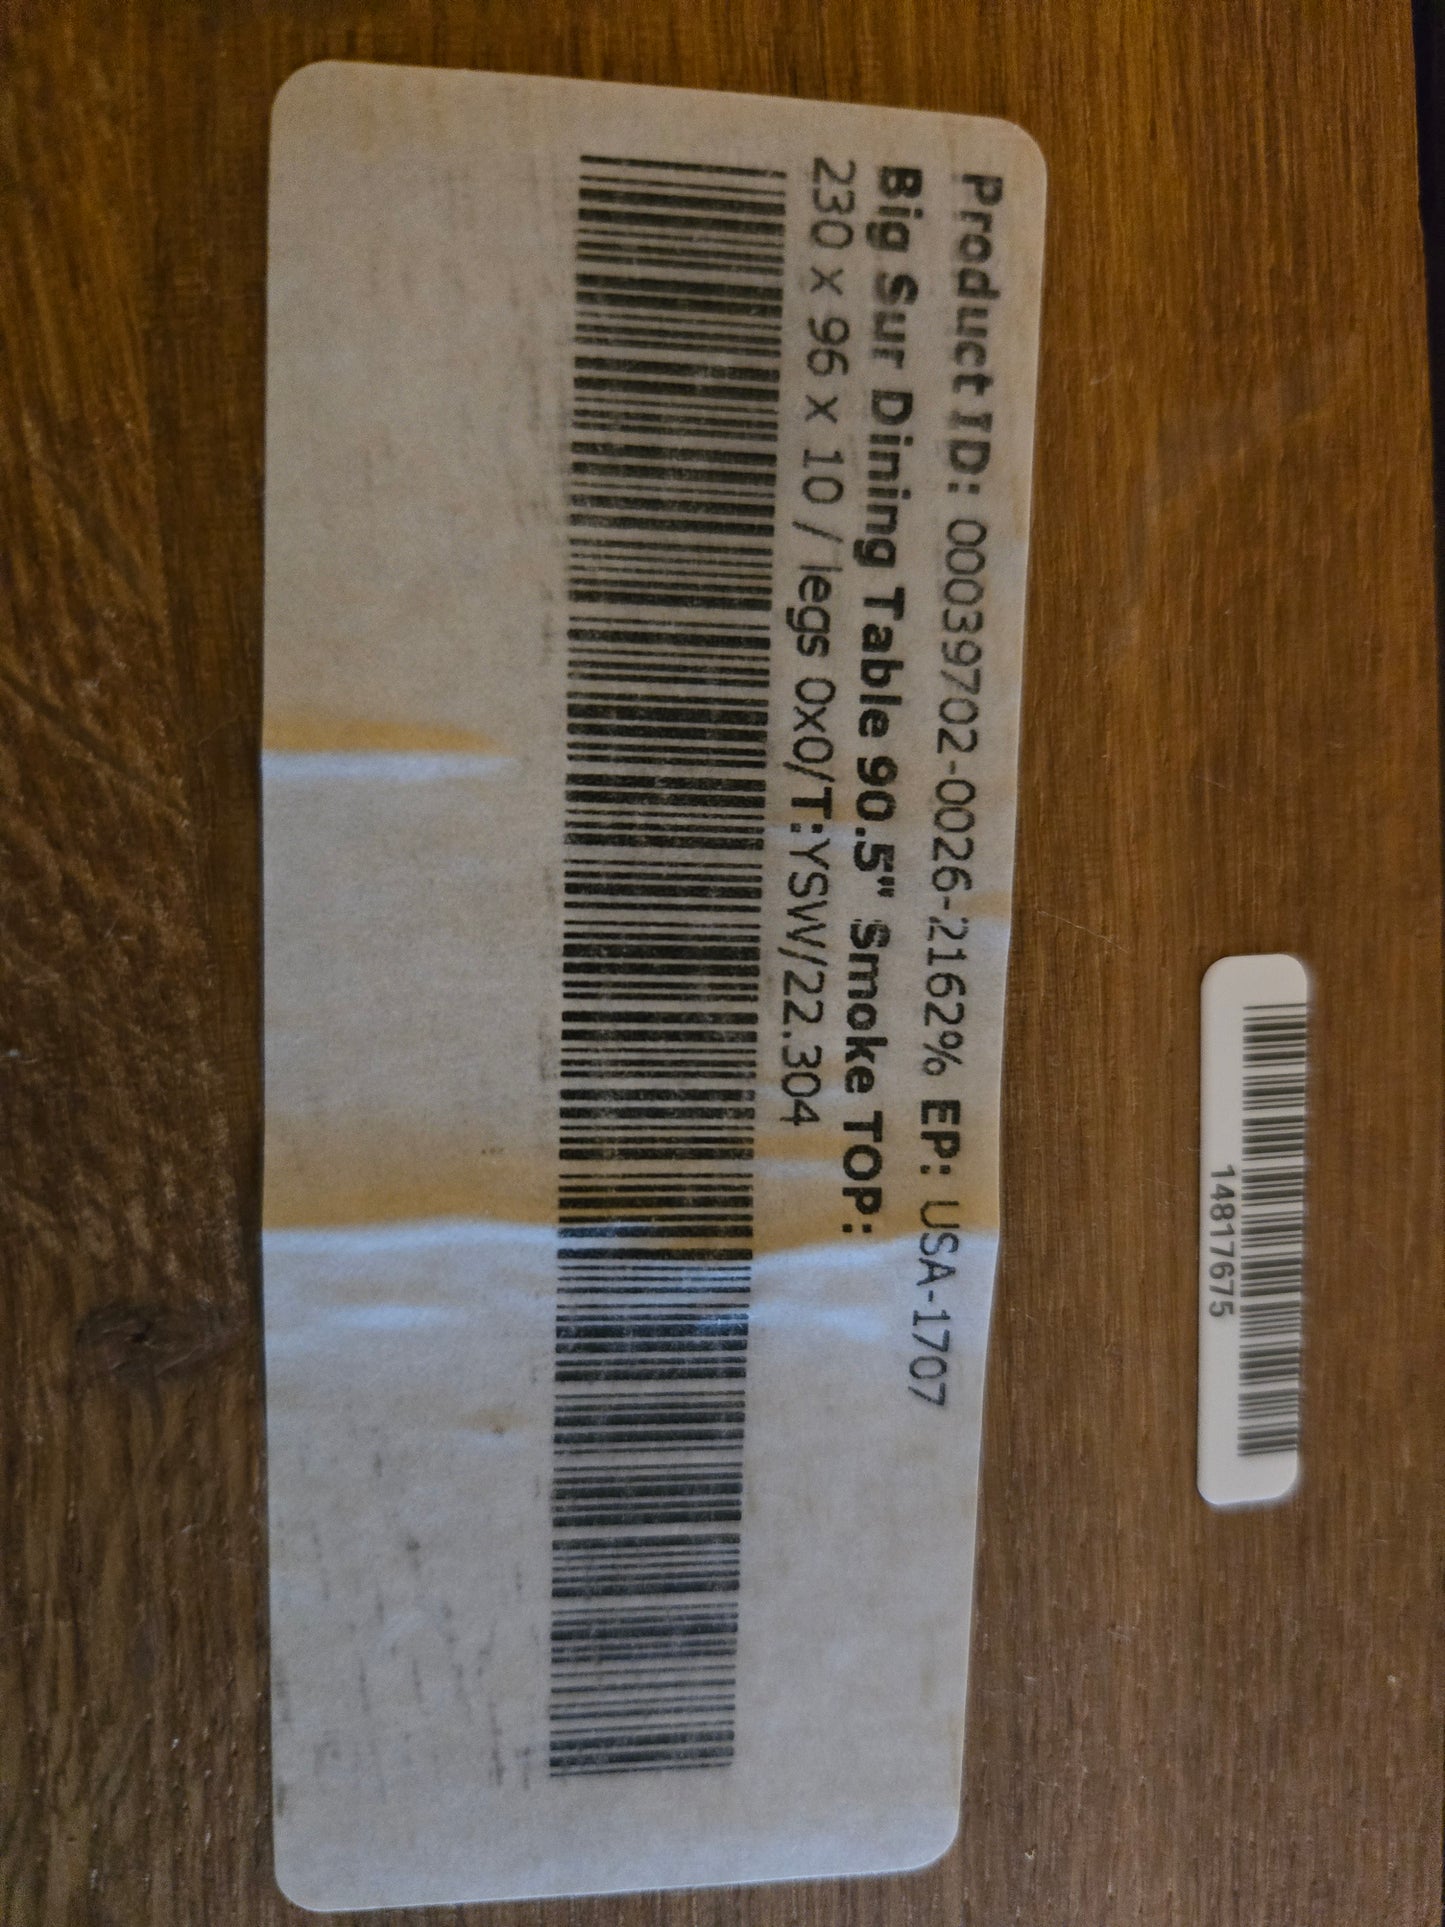 Product ID: 00039702-0026-2162% EP: USA-1707
Big Sur Dining Table 90.5" Smoke TOP:
230 x 96 x 10 / legs 0x0/T:YSW/22.304
14817675